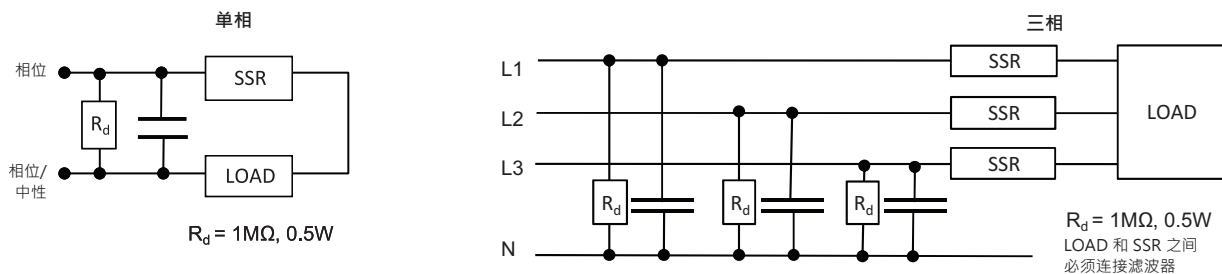 单相
相位
SSR
Rd
相位/
中性
LOAD
Rd = 1MΩ, 0.5W
三相
L1
SSR
L2
SSR
LOAD
L3
SSR
Rd
Rd
Rd
N
Rd = 1MΩ, 0.5W
LOAD 和 SSR 之间
必须连接滤波器